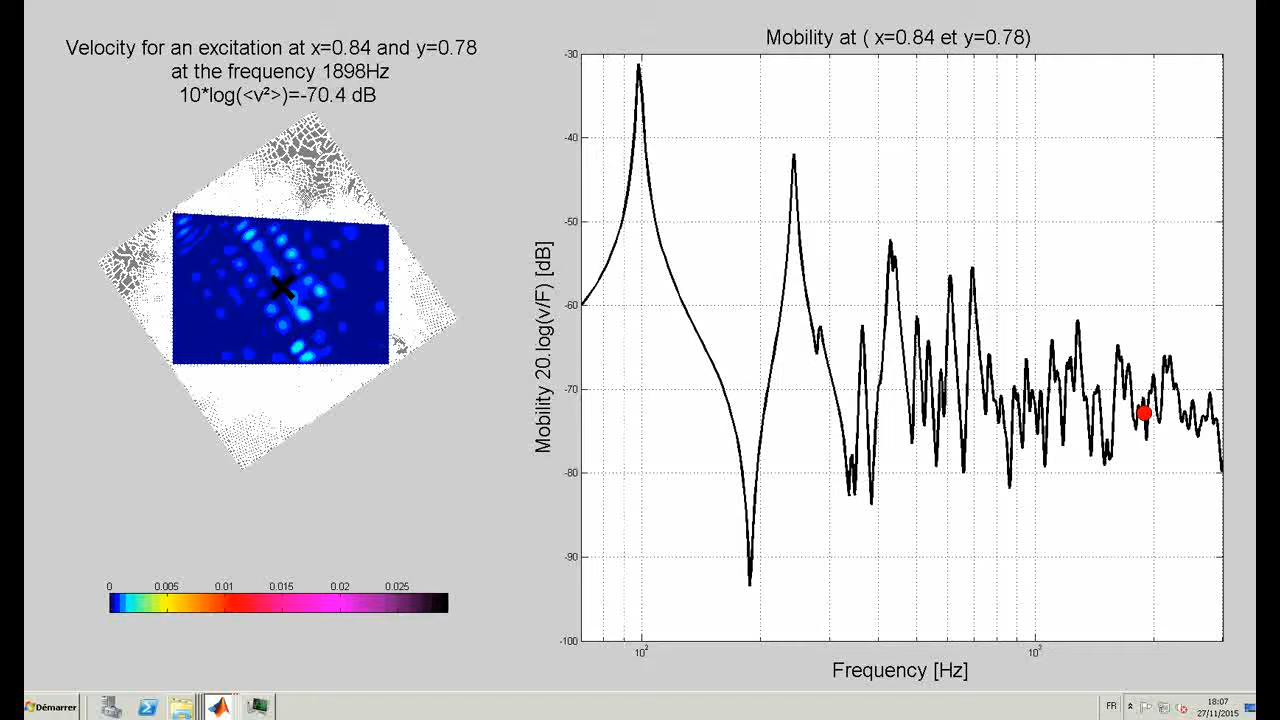 Velocity for an excitation at x=0.84 and y=0.78
at the frequency 1898Hz
10*log(<v²>)=-70.4 dB
0 0.005 0.01 0.015 0.02 0.025
Mobility at ( x=0.84 et y=0.78)
Mobility 20.log(v/F) [dB]
-30
-40
-50
-60
-70
-80
-90
-100
10² 10³
Frequency [Hz]
Démarrer
FR
18:07
27/11/2015